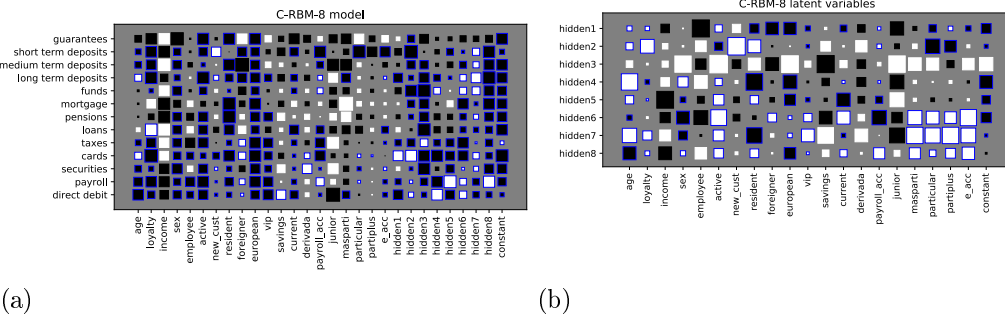 C-RBM-8 model
guarantees
short term deposits
medium term deposits
long term deposits
funds
mortgage
pensions
loans
taxes
cards
securities
payroll
direct debit
age
loyalty
income
sex
employee
active
new_cust
resident
foreigner
european
vip
savings
current
derivada
payroll_acc
junior
masparti
particular
partiplus
e_acc
hidden1
hidden2
hidden3
hidden4
hidden5
hidden6
hidden7
hidden8
constant
(a)
C-RBM-8 latent variables
hidden1
hidden2
hidden3
hidden4
hidden5
hidden6
hidden7
hidden8
age
loyalty
income
sex
employee
active
new_cust
resident
foreigner
european
vip
savings
current
derivada
payroll_acc
junior
masparti
particular
partiplus
e_acc
constant
(b)